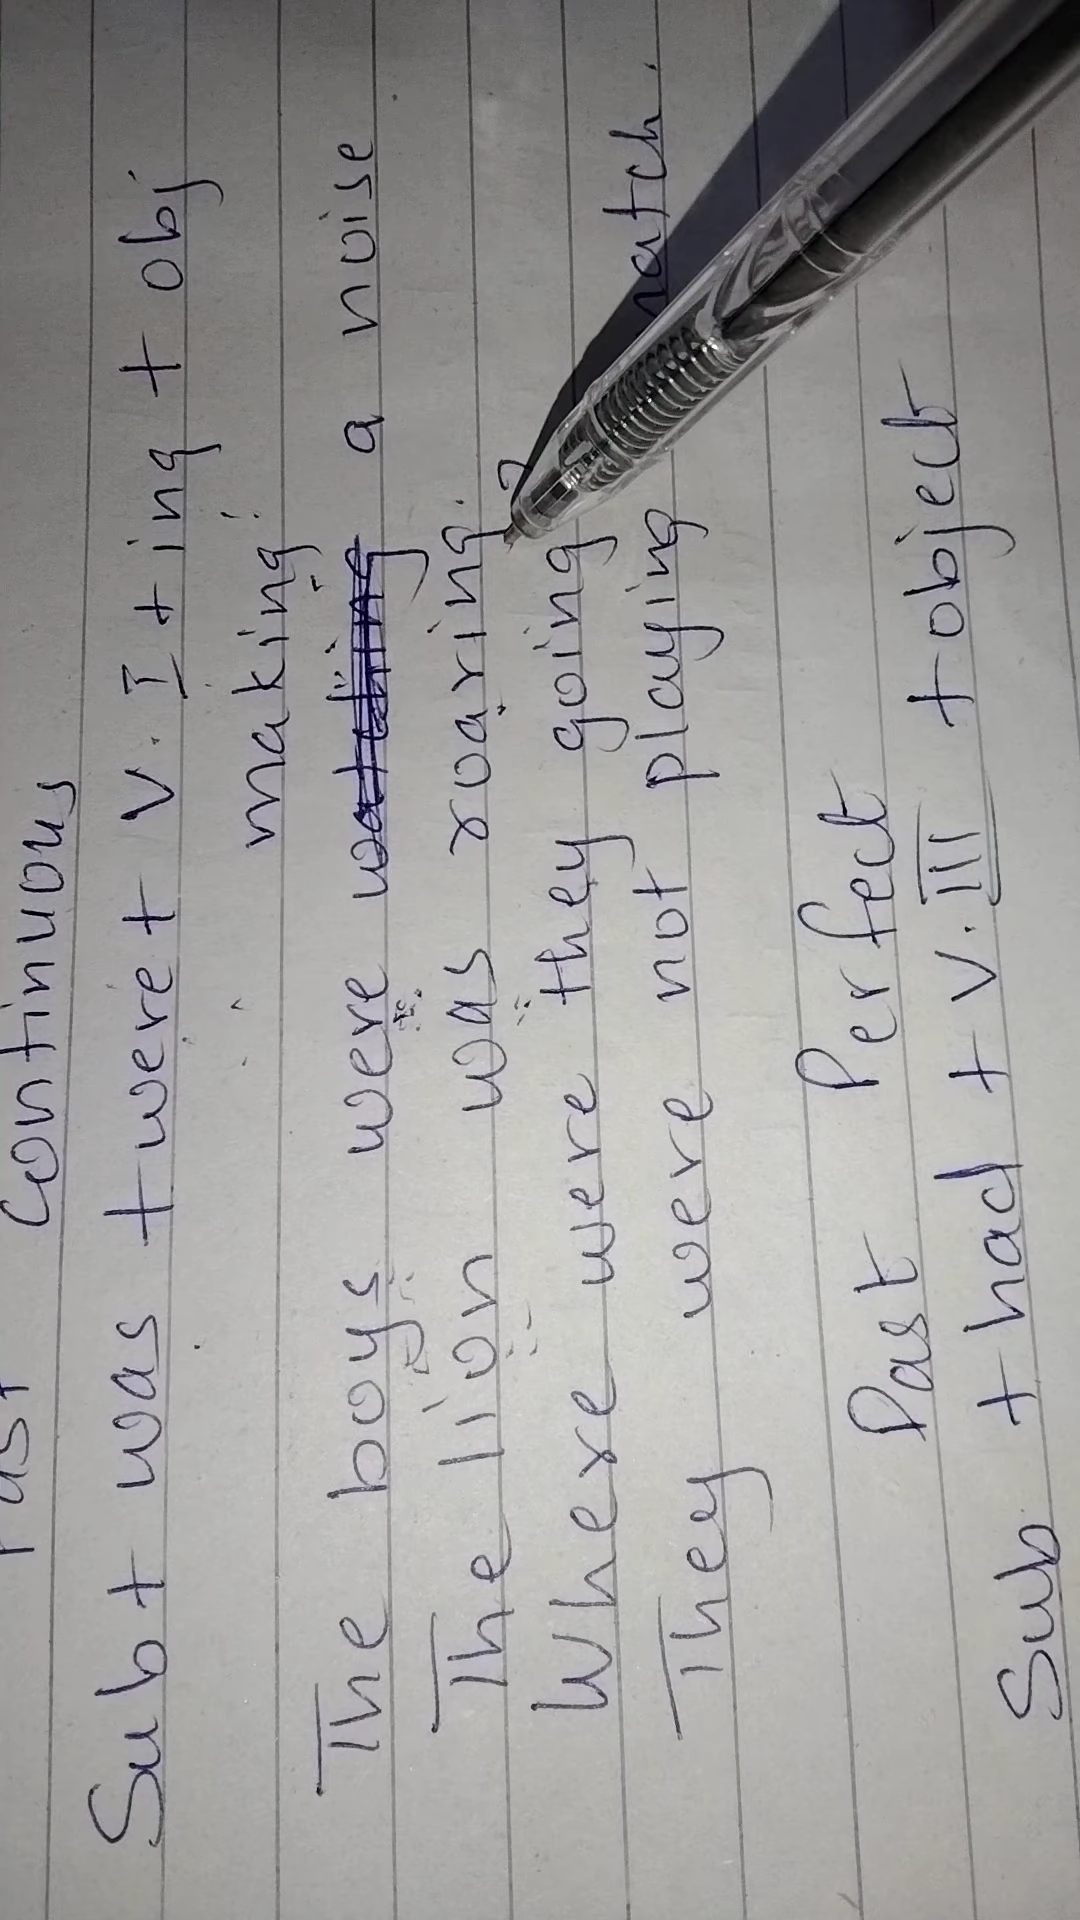 Past Continuous
Sub + was + were + V. I + ing + obj
making
The boys were a noise
The lion was roaring.
Where were they going ?
They were not playing
Past Perfect
Sub + had + V. III + object